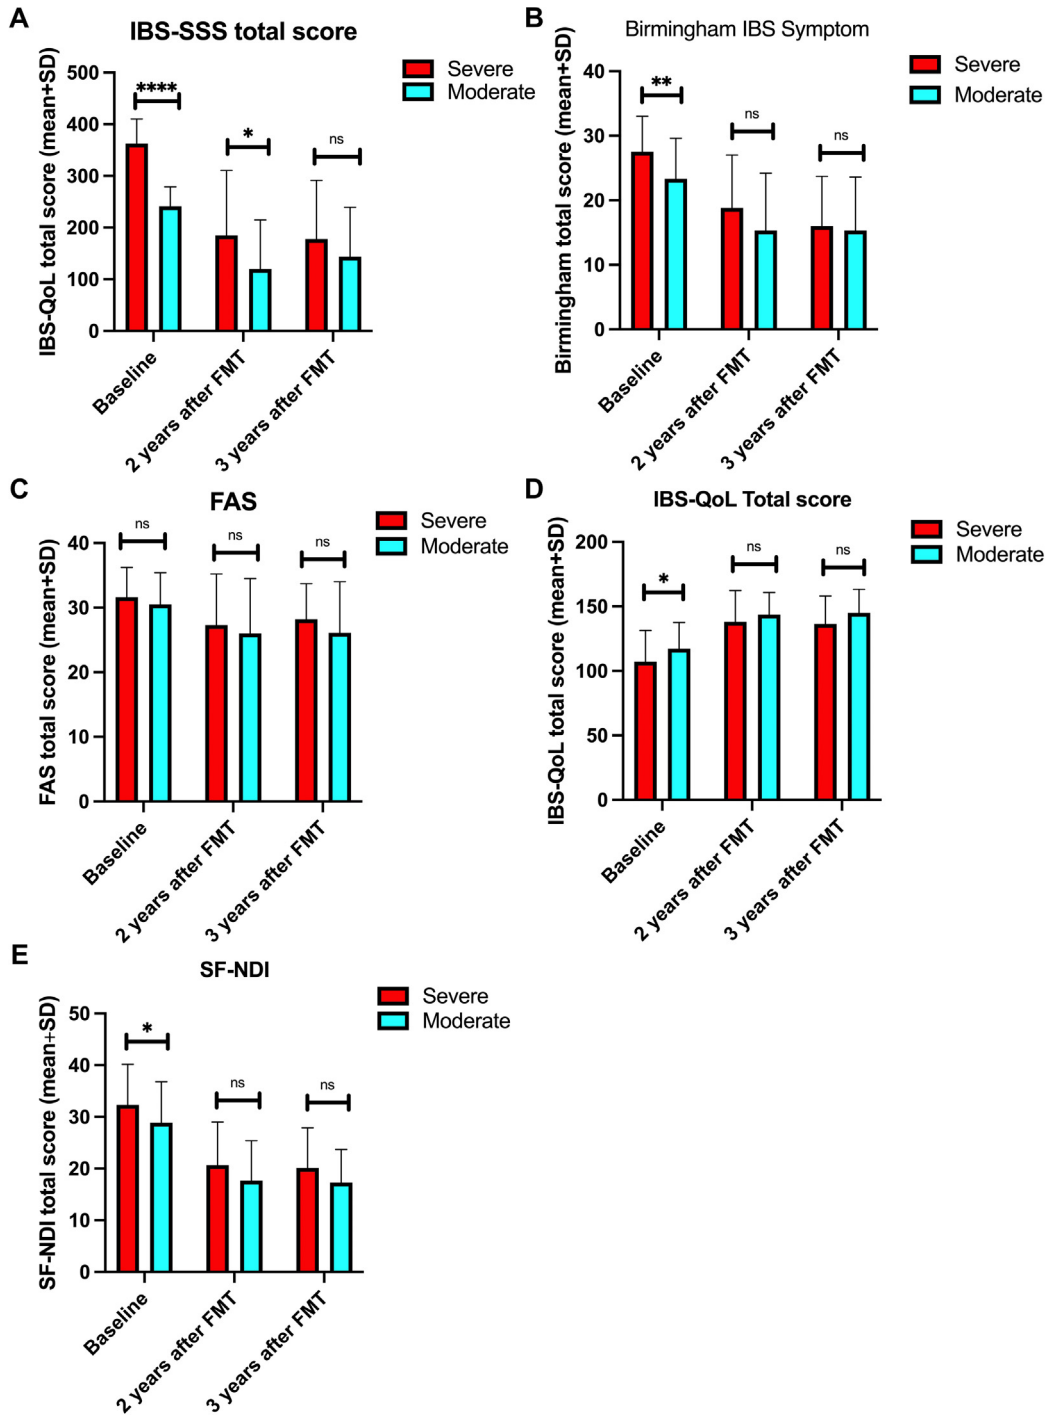 A
IBS-SSS total score
IBS-QoL total score (mean+SD)
500
400
300
200
100
0
****
*
ns
Severe
Moderate
Baseline
2 years after FMT
3 years after FMT
B
Birmingham IBS Symptom
Birmingham total score (mean+SD)
40
30
20
10
0
**
ns
ns
Severe
Moderate
Baseline
2 years after FMT
3 years after FMT
C
FAS
FAS total score (mean+SD)
40
30
20
10
0
ns
ns
ns
Severe
Moderate
Baseline
2 years after FMT
3 years after FMT
D
IBS-QoL Total score
IBS-QoL total score (mean+SD)
200
150
100
50
0
*
ns
ns
Severe
Moderate
Baseline
2 years after FMT
3 years after FMT
E
SF-NDI
SF-NDI total score (mean+SD)
50
40
30
20
10
0
*
ns
ns
Severe
Moderate
Baseline
2 years after FMT
3 years after FMT